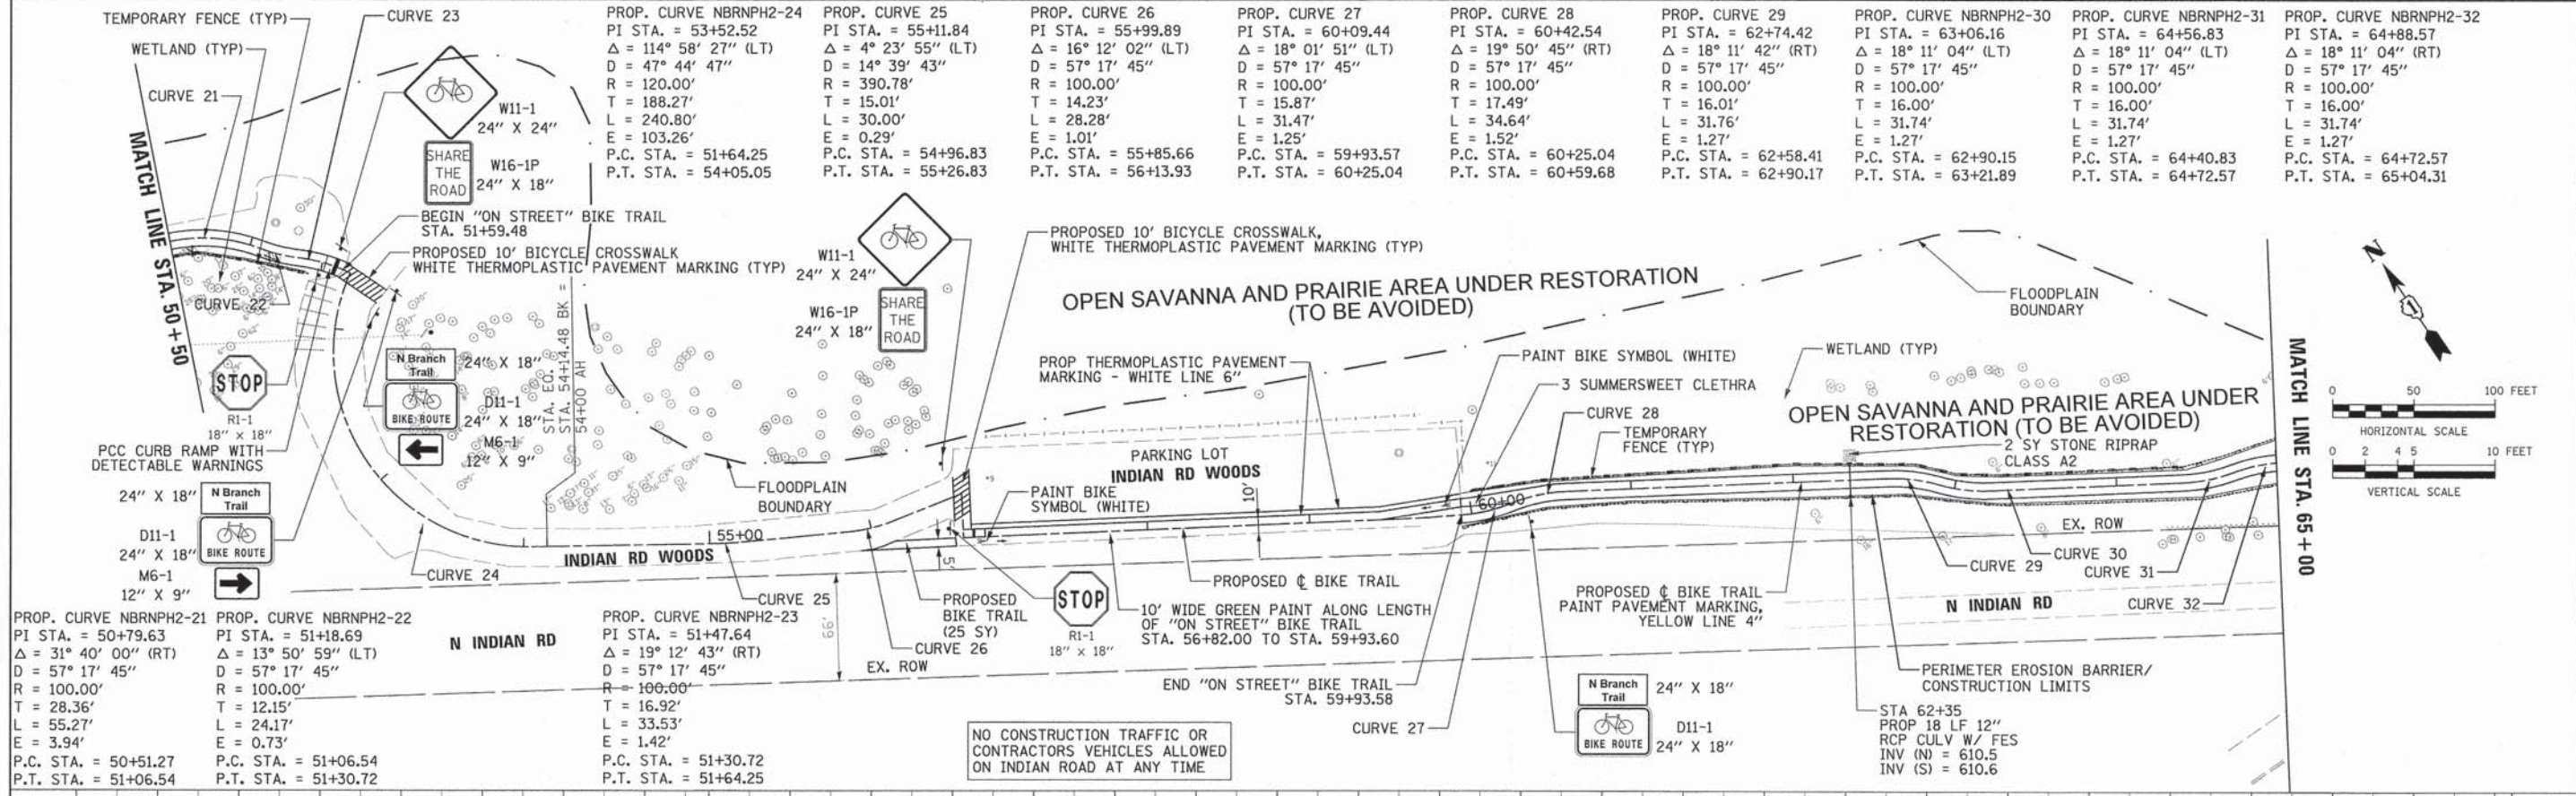 TEMPORARY FENCE (TYP)
CURVE 23
WETLAND (TYP)
CURVE 21
MATCH LINE STA. 50+50
W11-1
24" X 24"
SHARE
THE
ROAD
W16-1P
24" X 18"
PROP. CURVE NBRNPH2-24
PI STA. = 53+52.52
Δ = 114° 58' 27" (LT)
D = 47° 44' 47"
R = 120.00'
T = 188.27'
L = 240.80'
E = 103.26'
P.C. STA. = 51+64.25
P.T. STA. = 54+05.05
PROP. CURVE 25
PI STA. = 55+11.84
Δ = 4° 23' 55" (LT)
D = 14° 39' 43"
R = 390.78'
T = 15.01'
L = 30.00'
E = 0.29'
P.C. STA. = 54+96.83
P.T. STA. = 55+26.83
PROP. CURVE 26
PI STA. = 55+99.89
Δ = 16° 12' 02" (LT)
D = 57° 17' 45"
R = 100.00'
T = 14.23'
L = 28.28'
E = 1.01'
P.C. STA. = 55+85.66
P.T. STA. = 56+13.93
PROP. CURVE 27
PI STA. = 60+09.44
Δ = 18° 01' 51" (LT)
D = 57° 17' 45"
R = 100.00'
T = 15.87'
L = 31.47'
E = 1.25'
P.C. STA. = 59+93.57
P.T. STA. = 60+25.04
PROP. CURVE 28
PI STA. = 60+42.54
Δ = 19° 50' 45" (RT)
D = 57° 17' 45"
R = 100.00'
T = 17.49'
L = 34.64'
E = 1.52'
P.C. STA. = 60+25.04
P.T. STA. = 60+59.68
PROP. CURVE 29
PI STA. = 62+74.42
Δ = 18° 11' 42" (RT)
D = 57° 17' 45"
R = 100.00'
T = 16.01'
L = 31.76'
E = 1.27'
P.C. STA. = 62+58.41
P.T. STA. = 62+90.17
PROP. CURVE NBRNPH2-30
PI STA. = 63+06.16
Δ = 18° 11' 04" (LT)
D = 57° 17' 45"
R = 100.00'
T = 16.00'
L = 31.74'
E = 1.27'
P.C. STA. = 62+90.15
P.T. STA. = 63+21.89
PROP. CURVE NBRNPH2-31
PI STA. = 64+56.83
Δ = 18° 11' 04" (LT)
D = 57° 17' 45"
R = 100.00'
T = 16.00'
L = 31.74'
E = 1.27'
P.C. STA. = 64+40.83
P.T. STA. = 64+72.57
PROP. CURVE NBRNPH2-32
PI STA. = 64+88.57
Δ = 18° 11' 04" (RT)
D = 57° 17' 45"
R = 100.00'
T = 16.00'
L = 31.74'
E = 1.27'
P.C. STA. = 64+72.57
P.T. STA. = 65+04.31
BEGIN "ON STREET" BIKE TRAIL
STA. 51+59.48
PROPOSED 10' BICYCLE CROSSWALK
WHITE THERMOPLASTIC PAVEMENT MARKING (TYP)
CURVE 22
STOP
R1-1
18" X 18"
PCC CURB RAMP WITH
DETECTABLE WARNINGS
N Branch
Trail
24" X 18"
BIKE ROUTE
D11-1
24" X 18"
M6-1
12" X 9"
STA. EQ.
STA. 54+14.48 BK =
54+00 AH
24" X 18"
N Branch
Trail
D11-1
24" X 18"
BIKE ROUTE
M6-1
12" X 9"
CURVE 24
W11-1
24" X 24"
W16-1P
24" X 18"
SHARE
THE
ROAD
PROPOSED 10' BICYCLE CROSSWALK,
WHITE THERMOPLASTIC PAVEMENT MARKING (TYP)
OPEN SAVANNA AND PRAIRIE AREA UNDER RESTORATION
(TO BE AVOIDED)
FLOODPLAIN
BOUNDARY
PROP THERMOPLASTIC PAVEMENT
MARKING - WHITE LINE 6"
PAINT BIKE SYMBOL (WHITE)
3 SUMMERSWEET CLETHRA
CURVE 28
TEMPORARY
FENCE (TYP)
WETLAND (TYP)
OPEN SAVANNA AND PRAIRIE AREA UNDER
RESTORATION (TO BE AVOIDED)
2 SY STONE RIPRAP
CLASS A2
FLOODPLAIN
BOUNDARY
PARKING LOT
INDIAN RD WOODS
PAINT BIKE
SYMBOL (WHITE)
10'
60+00
55+00
INDIAN RD WOODS
5'
CURVE 25
66'
PROPOSED
BIKE TRAIL
(25 SY)
CURVE 26
STOP
R1-1
18" X 18"
PROPOSED ℄ BIKE TRAIL
10' WIDE GREEN PAINT ALONG LENGTH
OF "ON STREET" BIKE TRAIL
STA. 56+82.00 TO STA. 59+93.60
EX. ROW
END "ON STREET" BIKE TRAIL
STA. 59+93.58
CURVE 27
PROPOSED ℄ BIKE TRAIL
PAINT PAVEMENT MARKING,
YELLOW LINE 4"
EX. ROW
CURVE 30
CURVE 29
CURVE 31
N INDIAN RD
CURVE 32
MATCH LINE STA. 65+00
N
1
0 50 100 FEET
HORIZONTAL SCALE
0 2 4 5 10 FEET
VERTICAL SCALE
PROP. CURVE NBRNPH2-21
PI STA. = 50+79.63
Δ = 31° 40' 00" (RT)
D = 57° 17' 45"
R = 100.00'
T = 28.36'
L = 55.27'
E = 3.94'
P.C. STA. = 50+51.27
P.T. STA. = 51+06.54
PROP. CURVE NBRNPH2-22
PI STA. = 51+18.69
Δ = 13° 50' 59" (LT)
D = 57° 17' 45"
R = 100.00'
T = 12.15'
L = 24.17'
E = 0.73'
P.C. STA. = 51+06.54
P.T. STA. = 51+30.72
N INDIAN RD
PROP. CURVE NBRNPH2-23
PI STA. = 51+47.64
Δ = 19° 12' 43" (RT)
D = 57° 17' 45"
R = 100.00'
T = 16.92'
L = 33.53'
E = 1.42'
P.C. STA. = 51+30.72
P.T. STA. = 51+64.25
NO CONSTRUCTION TRAFFIC OR
CONTRACTORS VEHICLES ALLOWED
ON INDIAN ROAD AT ANY TIME
N Branch
Trail
24" X 18"
BIKE ROUTE
D11-1
24" X 18"
PERIMETER EROSION BARRIER/
CONSTRUCTION LIMITS
STA 62+35
PROP 18 LF 12"
RCP CULV W/ FES
INV (N) = 610.5
INV (S) = 610.6